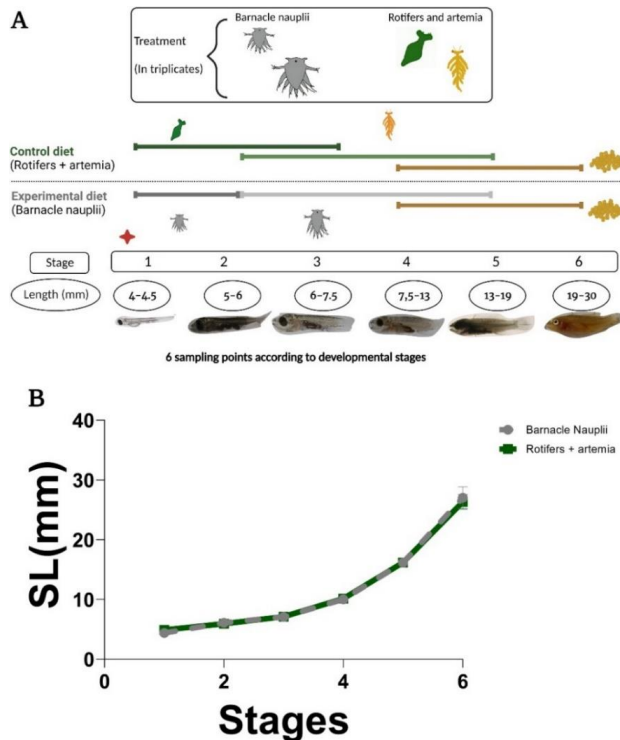 A
Barnacle nauplii
Rotifers and artemia
Treatment
(In triplicates)
Control diet
(Rotifers + artemia)
Experimental diet
(Barnacle nauplii)
Stage 1 2 3 4 5 6
Length (mm) 4-4.5 5-6 6-7.5 7,5-13 13-19 19-30
6 sampling points according to developmental stages
B
Barnacle Nauplii
Rotifers + artemia
SL(mm)
40
30
20
10
0
0 2 4 6
Stages